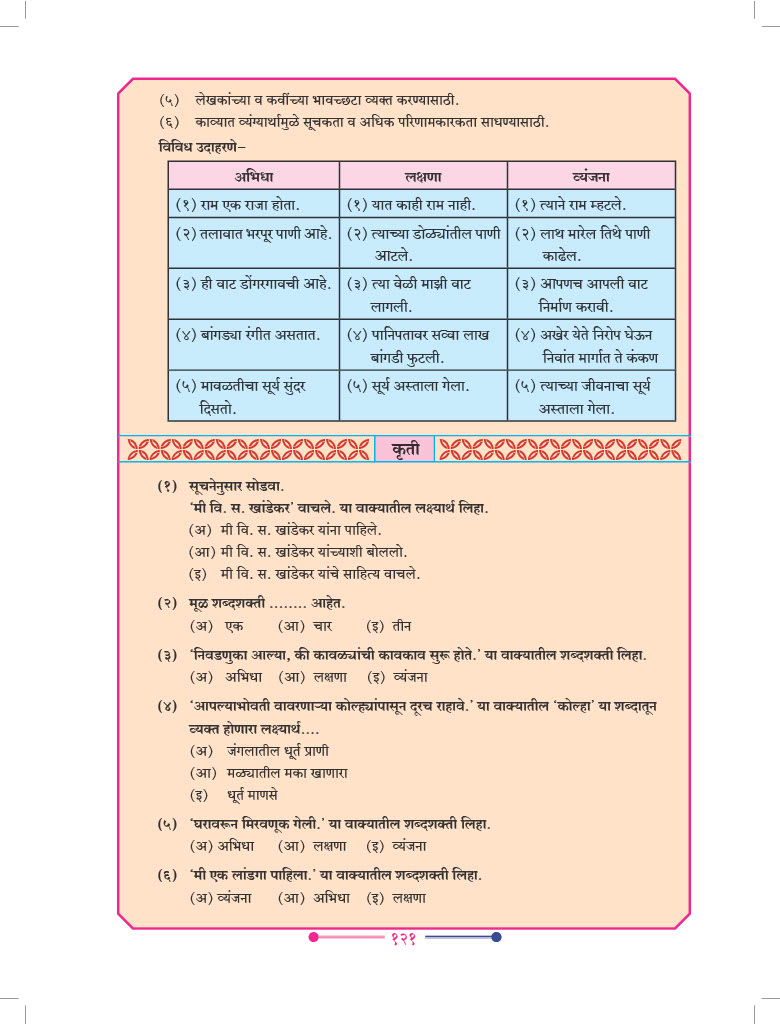 (५) लेखकांच्या व कवींच्या भावच्छटा व्यक्त करण्यासाठी.
(६) काव्यात व्यंग्यार्थामुळे सूचकता व अधिक परिणामकारकता साधण्यासाठी.
विविध उदाहरणे–
अभिधा लक्षणा व्यंजना
(१) राम एक राजा होता. (१) यात काही राम नाही. (१) त्याने राम म्हटले.
(२) तलावात भरपूर पाणी आहे. (२) त्याच्या डोळ्यांतील पाणी (२) लाथ मारेल तिथे पाणी
आटले. काढेल.
(३) ही वाट डोंगरगावची आहे. (३) त्या वेळी माझी वाट (३) आपणच आपली वाट
लागली. निर्माण करावी.
(४) बांगड्या रंगीत असतात. (४) पानिपतावर सव्वा लाख (४) अखेर येते निरोप घेऊन
बांगडी फुटली. निवांत मार्गात ते कंकण
(५) मावळतीचा सूर्य सुंदर (५) सूर्य अस्ताला गेला. (५) त्याच्या जीवनाचा सूर्य
दिसतो. अस्ताला गेला.
कृती
(१) सूचनेनुसार सोडवा.
‘मी वि. स. खांडेकर’ वाचले. या वाक्यातील लक्ष्यार्थ लिहा.
(अ) मी वि. स. खांडेकर यांना पाहिले.
(आ) मी वि. स. खांडेकर यांच्याशी बोललो.
(इ) मी वि. स. खांडेकर यांचे साहित्य वाचले.
(२) मूळ शब्दशक्ती ........ आहेत.
(अ) एक (आ) चार (इ) तीन
(३) ‘निवडणुका आल्या, की कावळ्यांची कावकाव सुरू होते.’ या वाक्यातील शब्दशक्ती लिहा.
(अ) अभिधा (आ) लक्षणा (इ) व्यंजना
(४) ‘आपल्याभोवती वावरणाऱ्या कोल्ह्यांपासून दूरच राहावे.’ या वाक्यातील ‘कोल्हा’ या शब्दातून
व्यक्त होणारा लक्ष्यार्थ....
(अ) जंगलातील धूर्त प्राणी
(आ) मळ्यातील मका खाणारा
(इ) धूर्त माणसे
(५) ‘घरावरून मिरवणूक गेली.’ या वाक्यातील शब्दशक्ती लिहा.
(अ) अभिधा (आ) लक्षणा (इ) व्यंजना
(६) ‘मी एक लांडगा पाहिला.’ या वाक्यातील शब्दशक्ती लिहा.
(अ) व्यंजना (आ) अभिधा (इ) लक्षणा
१२१